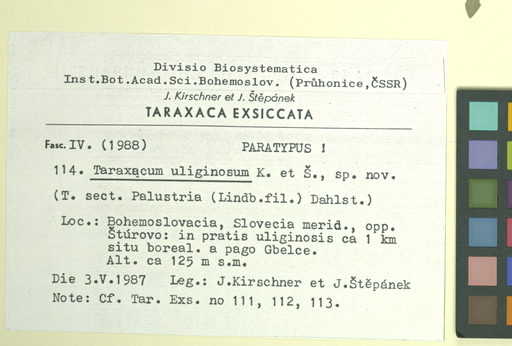 Divisio Biosystematica
Inst.Bot.Acad.Sci.Bohemoslov. (Průhonice,ČSSR)
J. Kirschner et J. Štěpánek
TARAXACA EXSICCATA
Fasc. IV. (1988) PARATYPUS !
114. Taraxacum uliginosum K. et Š., sp. nov.
(T. sect. Palustria (Lindb.fil.) Dahlst.)
Loc.: Bohemoslovacia, Slovecia merid., opp.
Štúrovo: in pratis uliginosis ca 1 km
situ boreal. a pago Gbelce.
Alt. ca 125 m s.m.
Die 3.V.1987 Leg.: J.Kirschner et J.Štěpánek
Note: Cf. Tar. Exs. no 111, 112, 113.